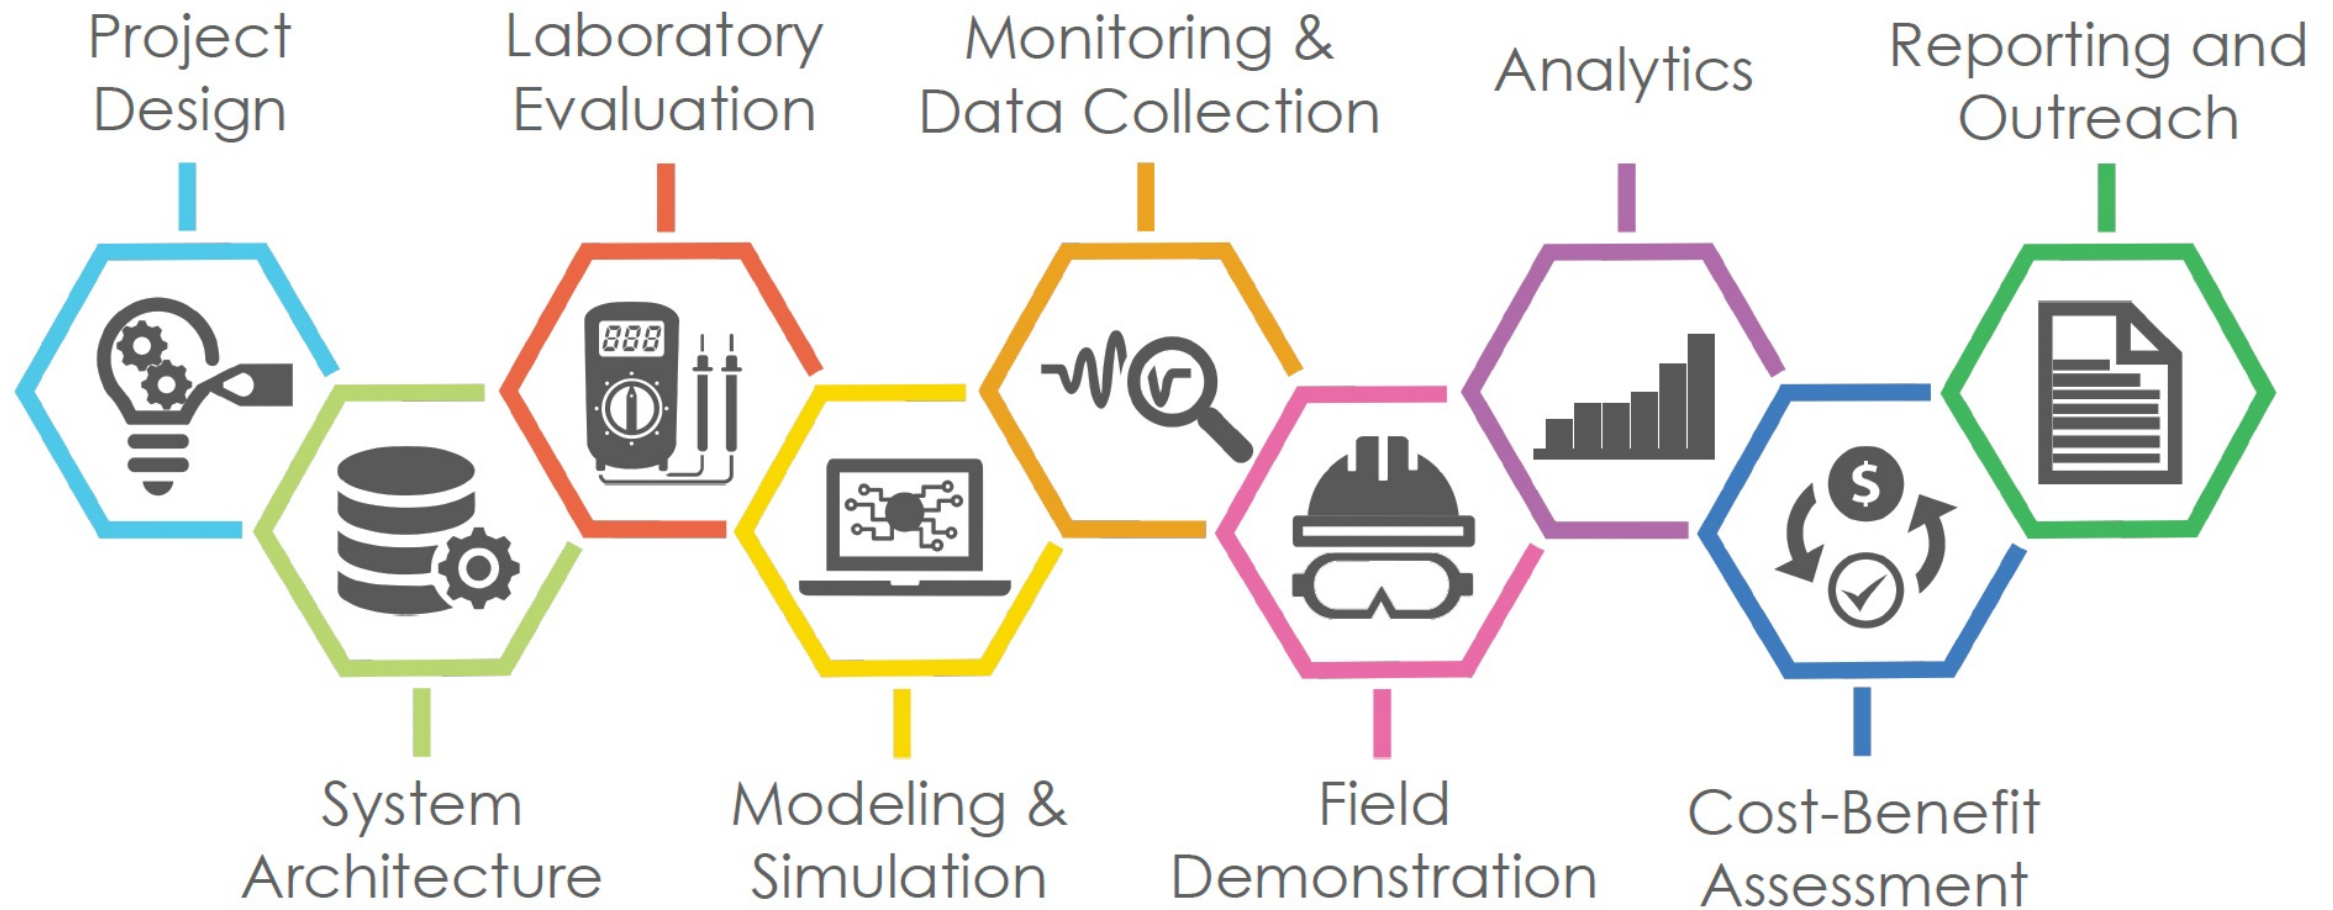 Project
Design
Laboratory
Evaluation
Monitoring &
Data Collection
Analytics
Reporting and
Outreach
888
$
System
Architecture
Modeling &
Simulation
Field
Demonstration
Cost-Benefit
Assessment